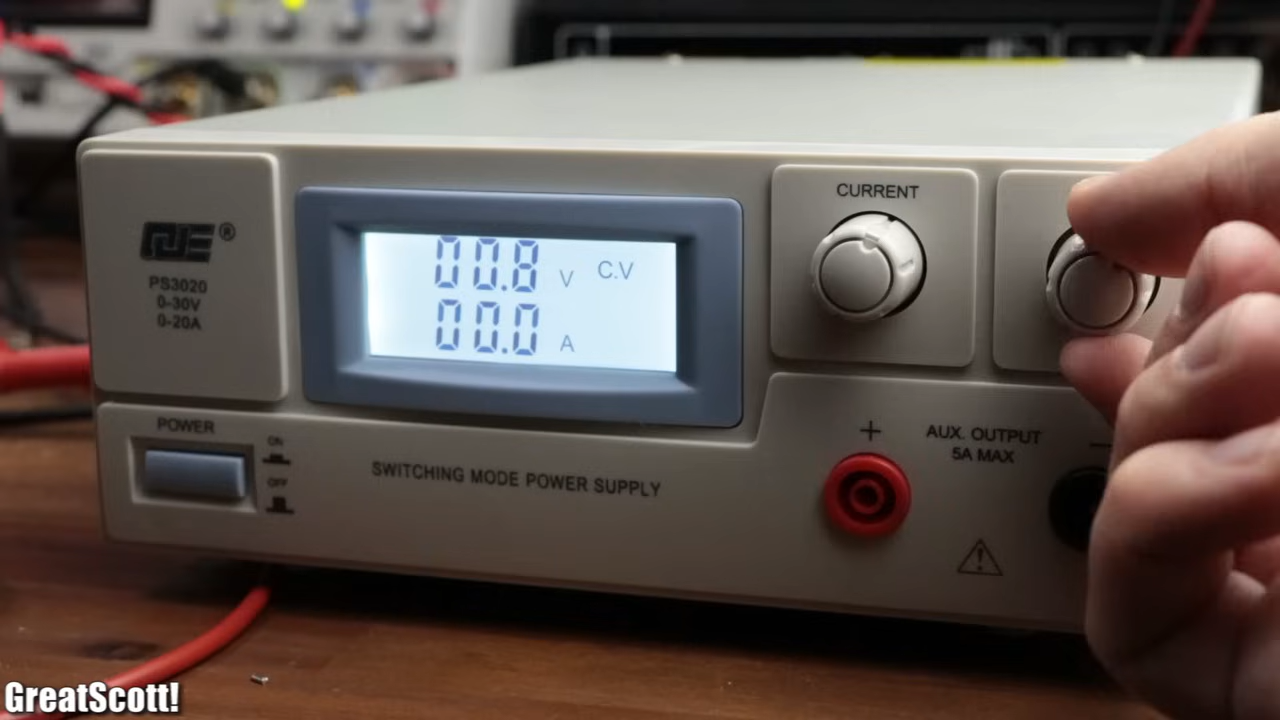 CURRENT
QJE®
PS3020
0-30V
0-20A
00.8 V C.V
00.0 A
POWER
ON
OFF
SWITCHING MODE POWER SUPPLY
+
AUX. OUTPUT
5A MAX
−
GreatScott!